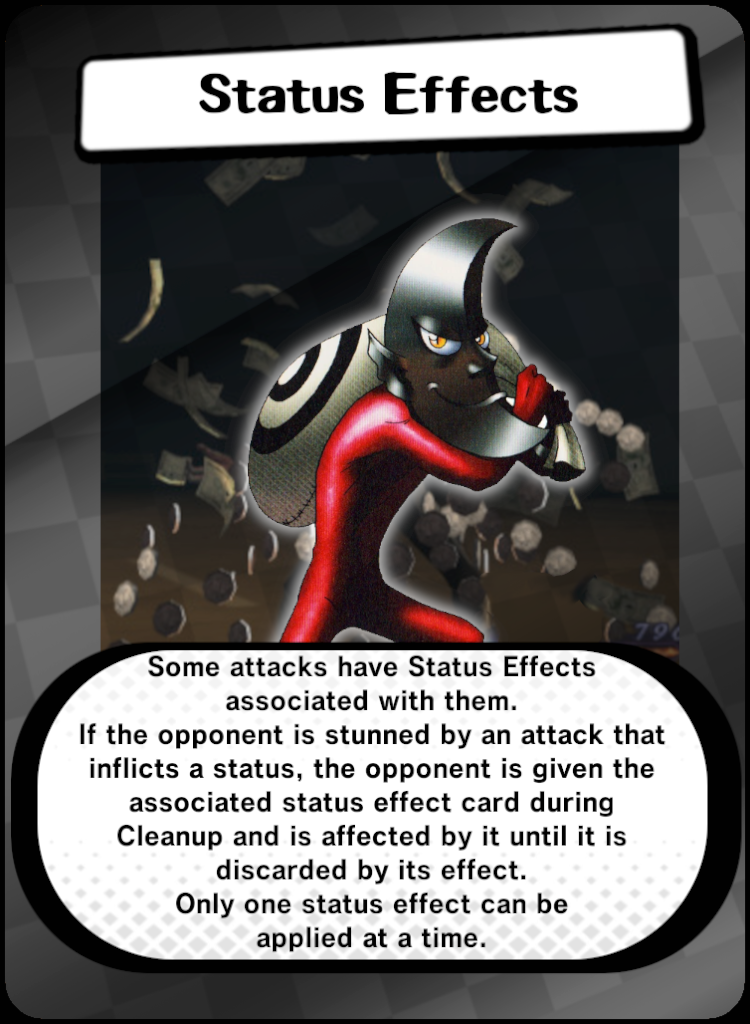 Status Effects
Some attacks have Status Effects
associated with them.
If the opponent is stunned by an attack that
inflicts a status, the opponent is given the
associated status effect card during
Cleanup and is affected by it until it is
discarded by its effect.
Only one status effect can be
applied at a time.